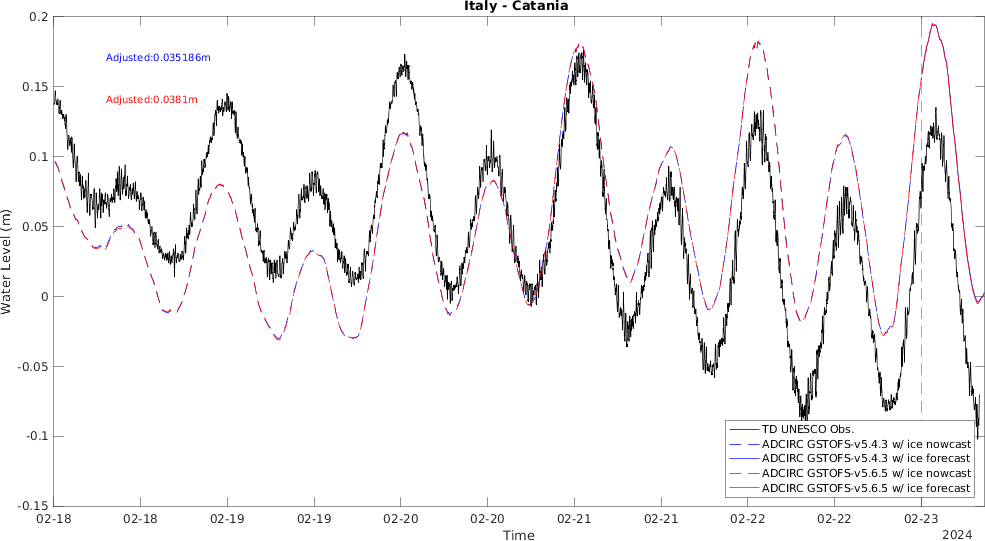 Italy - Catania
Adjusted:0.035186m
Adjusted:0.0381m
Water Level (m)
0.2
0.15
0.1
0.05
0
-0.05
-0.1
-0.15
TD UNESCO Obs.
ADCIRC GSTOFS-v5.4.3 w/ ice nowcast
ADCIRC GSTOFS-v5.4.3 w/ ice forecast
ADCIRC GSTOFS-v5.6.5 w/ ice nowcast
ADCIRC GSTOFS-v5.6.5 w/ ice forecast
02-18 02-18 02-19 02-19 02-20 02-20 02-21 02-21 02-22 02-22 02-23
Time
2024